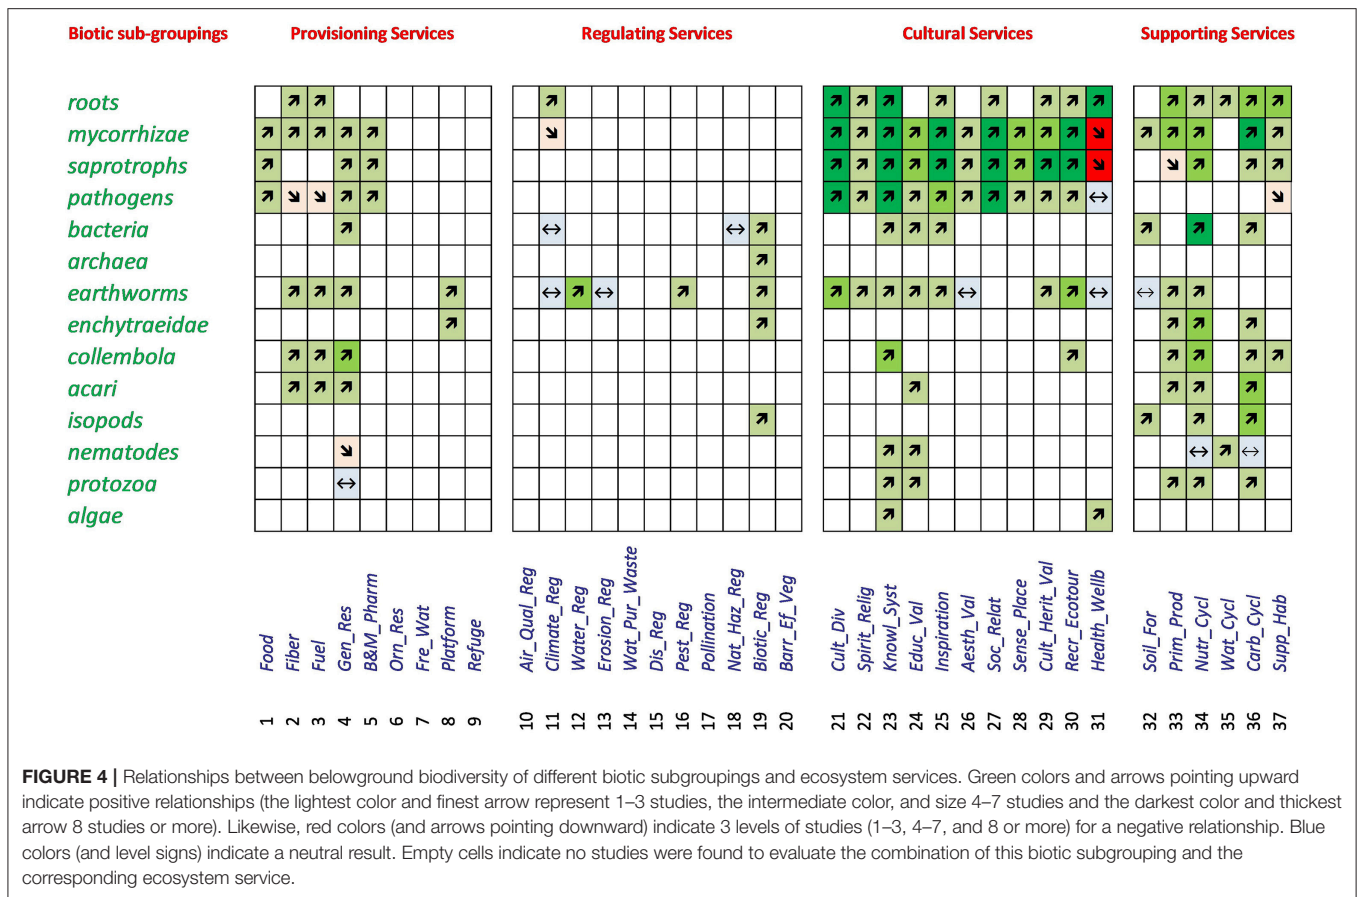 Biotic sub-groupings Provisioning Services Regulating Services Cultural Services Supporting Services
roots
mycorrhizae
saprotrophs
pathogens
bacteria
archaea
earthworms
enchytraeidae
collembola
acari
isopods
nematodes
protozoa
algae
Food Fiber Fuel Gen_Res B&M_Pharm Orn_Res Fre_Wat Platform Refuge Air_Qual_Reg Climate_Reg Water_Reg Erosion_Reg Wat_Pur_Waste Dis_Reg Pest_Reg Pollination Nat_Haz_Reg Biotic_Reg Barr_Ef_Veg Cult_Div Spirit_Relig Knowl_Syst Educ_Val Inspiration Aesth_Val Soc_Relat Sense_Place Cult_Herit_Val Recr_Ecotour Health_Wellb Soil_For Prim_Prod Nutr_Cycl Wat_Cycl Carb_Cycl Supp_Hab
1 2 3 4 5 6 7 8 9 10 11 12 13 14 15 16 17 18 19 20 21 22 23 24 25 26 27 28 29 30 31 32 33 34 35 36 37
FIGURE 4 | Relationships between belowground biodiversity of different biotic subgroupings and ecosystem services. Green colors and arrows pointing upward
indicate positive relationships (the lightest color and finest arrow represent 1–3 studies, the intermediate color, and size 4–7 studies and the darkest color and thickest
arrow 8 studies or more). Likewise, red colors (and arrows pointing downward) indicate 3 levels of studies (1–3, 4–7, and 8 or more) for a negative relationship. Blue
colors (and level signs) indicate a neutral result. Empty cells indicate no studies were found to evaluate the combination of this biotic subgrouping and the
corresponding ecosystem service.